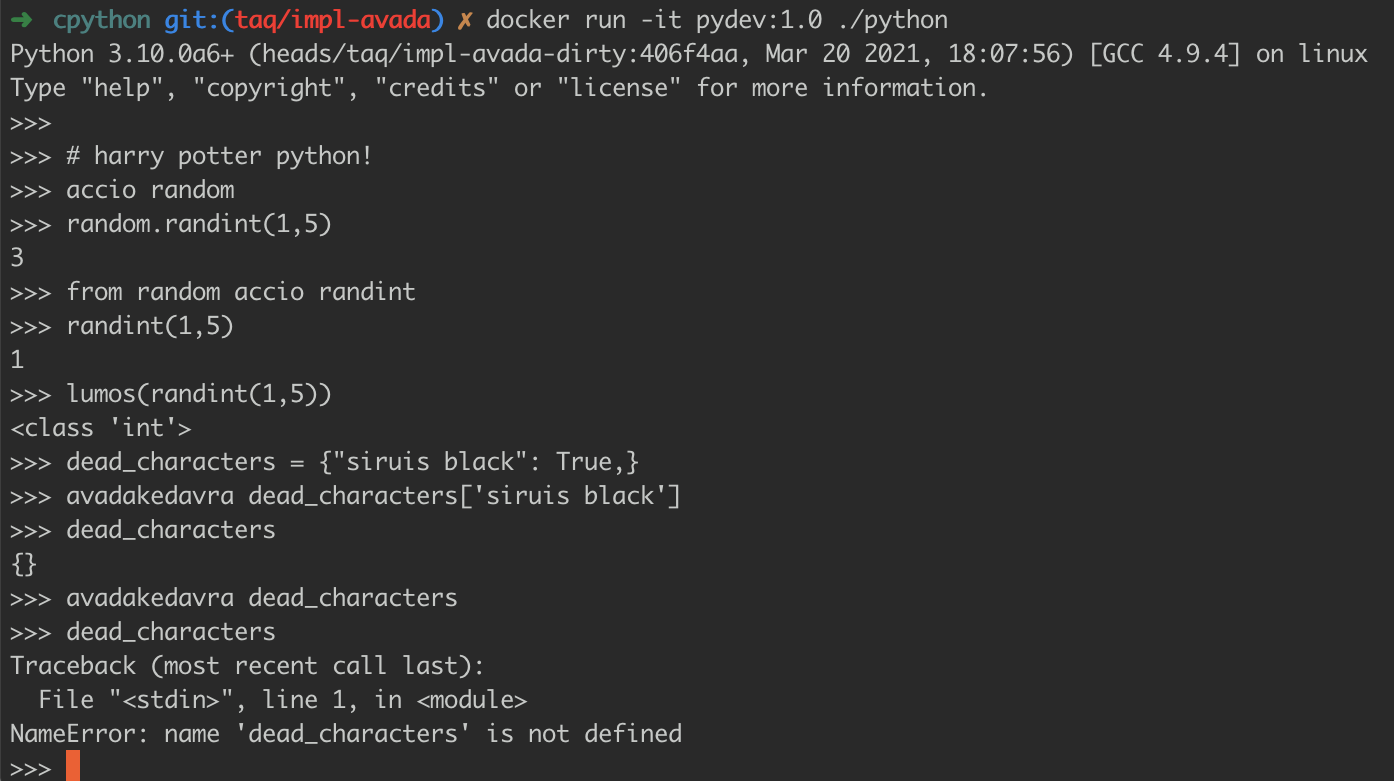 ➜ cpython git:(taq/impl-avada) ✗ docker run -it pydev:1.0 ./python
Python 3.10.0a6+ (heads/taq/impl-avada-dirty:406f4aa, Mar 20 2021, 18:07:56) [GCC 4.9.4] on linux
Type "help", "copyright", "credits" or "license" for more information.
>>>
>>> # harry potter python!
>>> accio random
>>> random.randint(1,5)
3
>>> from random accio randint
>>> randint(1,5)
1
>>> lumos(randint(1,5))
<class 'int'>
>>> dead_characters = {"siruis black": True,}
>>> avadakedavra dead_characters['siruis black']
>>> dead_characters
{}
>>> avadakedavra dead_characters
>>> dead_characters
Traceback (most recent call last):
  File "<stdin>", line 1, in <module>
NameError: name 'dead_characters' is not defined
>>>